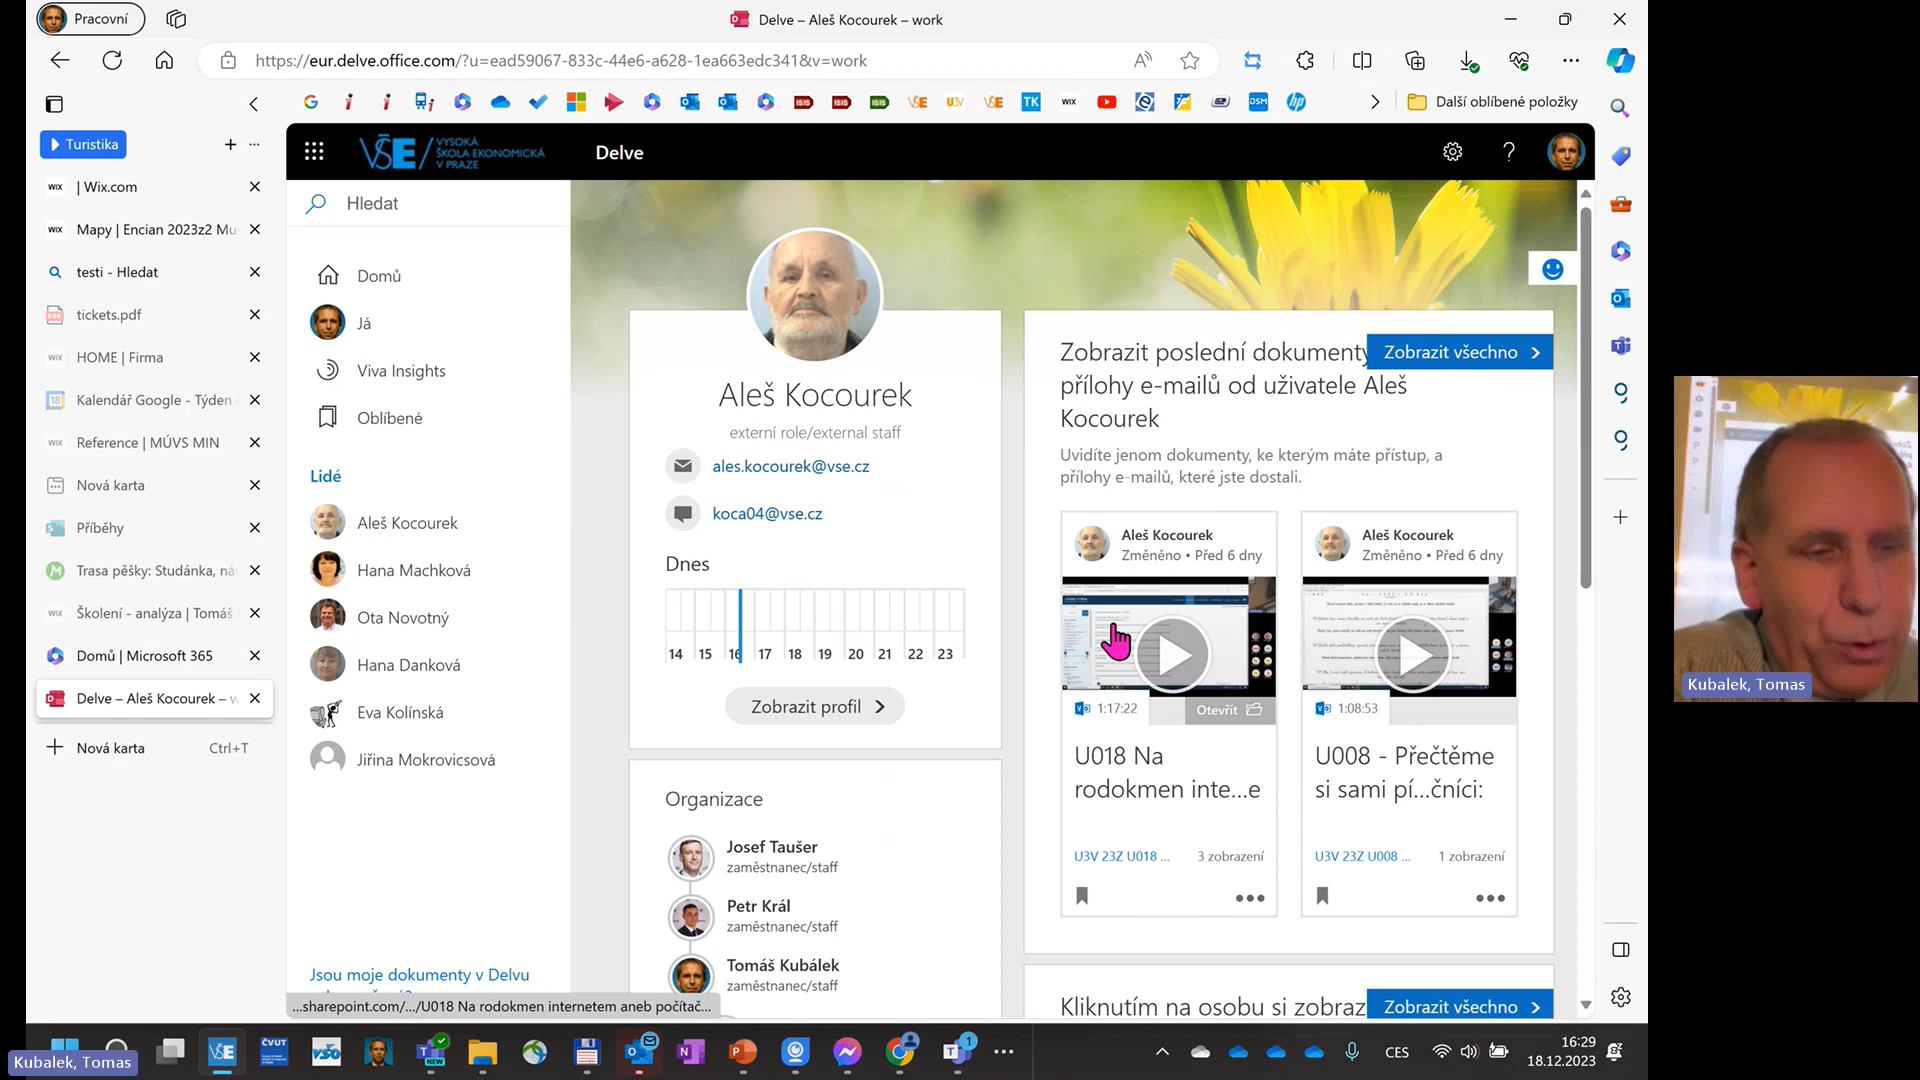 Pracovní
Delve – Aleš Kocourek – work
https://eur.delve.office.com/?u=ead59067-833c-44e6-a628-1ea663edc341&v=work
Další oblíbené položky
Turistika
| Wix.com
Mapy | Encian 2023z2 Mu
testi - Hledat
tickets.pdf
HOME | Firma
Kalendář Google - Týden
Reference | MÚVS MIN
Nová karta
Příběhy
Trasa pěšky: Studánka, ná
Školení - analýza | Tomáš
Domů | Microsoft 365
Delve – Aleš Kocourek – w
Nová karta Ctrl+T
VŠE / VYSOKÁ
ŠKOLA EKONOMICKÁ
V PRAZE
Delve
Hledat
Domů
Já
Viva Insights
Oblíbené
Lidé
Aleš Kocourek
Hana Machková
Ota Novotný
Hana Danková
Eva Kolínská
Jiřina Mokrovicsová
Jsou moje dokumenty v Delvu
...sharpoint.com/.../U018 Na rodokmen internetem aneb počítač...
Aleš Kocourek
externí role/external staff
ales.kocourek@vse.cz
koca04@vse.cz
Dnes
14 15 16 17 18 19 20 21 22 23
Zobrazit profil
Organizace
Josef Taušer
zaměstnanec/staff
Petr Král
zaměstnanec/staff
Tomáš Kubálek
zaměstnanec/staff
Zobrazit poslední dokumenty
přílohy e-mailů od uživatele Aleš
Kocourek
Zobrazit všechno
Uvidíte jenom dokumenty, ke kterým máte přístup, a
přílohy e-mailů, které jste dostali.
Aleš Kocourek
Změněno • Před 6 dny
1:17:22
Otevřít
U018 Na
rodokmen inte...e
U3V 23Z U018 ... 3 zobrazení
Aleš Kocourek
Změněno • Před 6 dny
1:08:53
U008 - Přečtěme
si sami pí...čníci:
U3V 23Z U008 ... 1 zobrazení
Kliknutím na osobu si zobraz
Zobrazit všechno
Kubalek, Tomas
Kubalek, Tomas
CES
16:29
18.12.2023